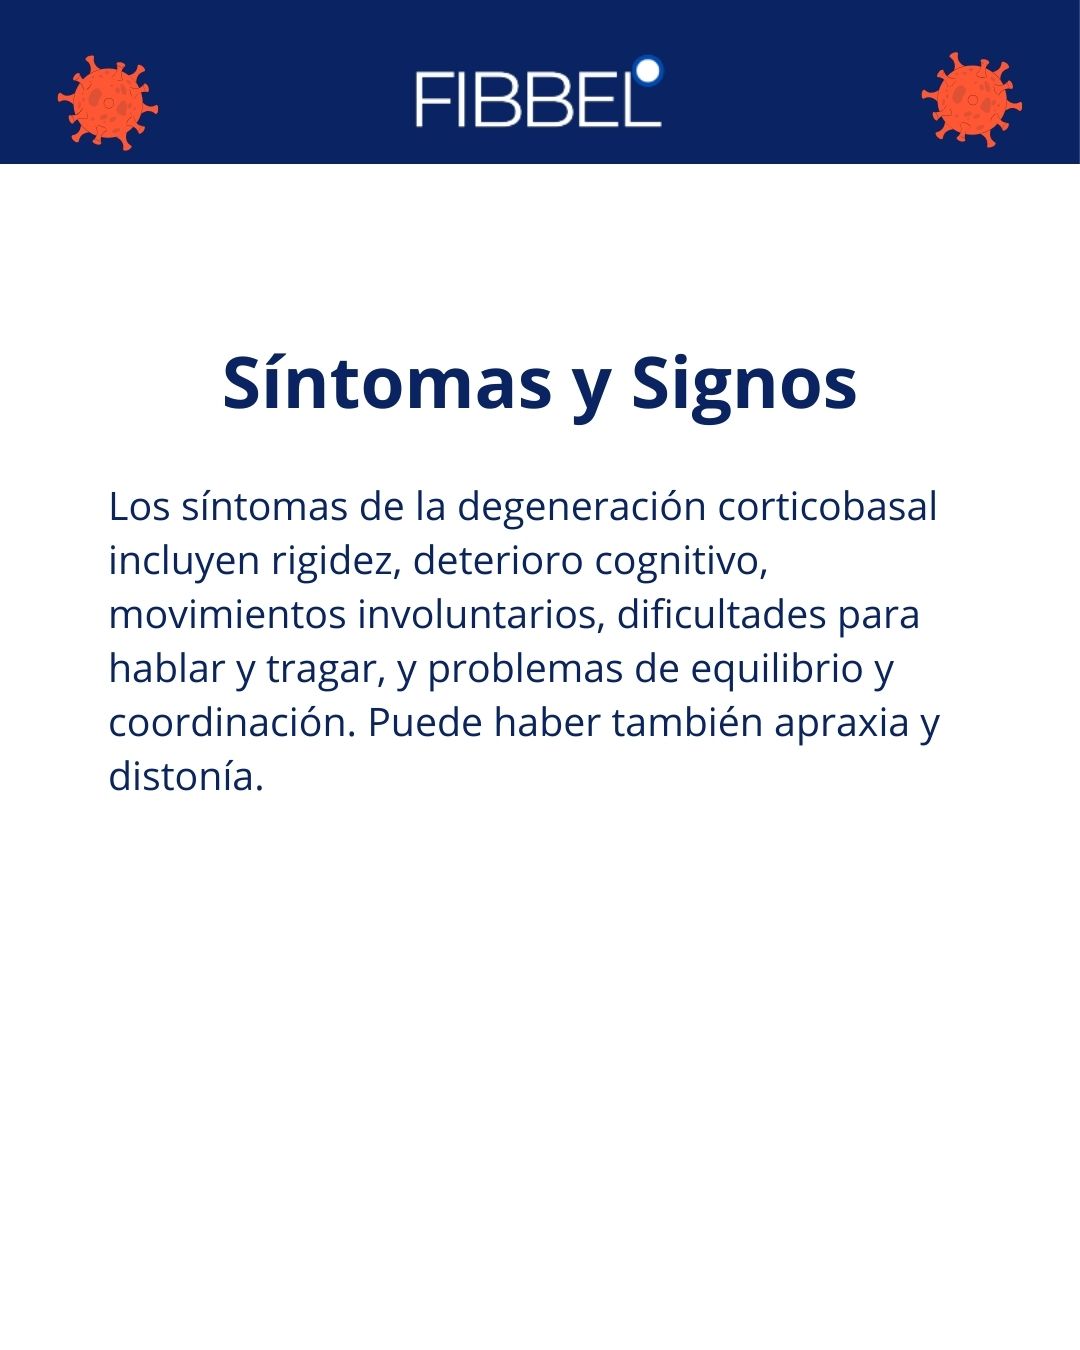 FIBBEL
Síntomas y Signos
Los síntomas de la degeneración corticobasal
incluyen rigidez, deterioro cognitivo,
movimientos involuntarios, dificultades para
hablar y tragar, y problemas de equilibrio y
coordinación. Puede haber también apraxia y
distonía.